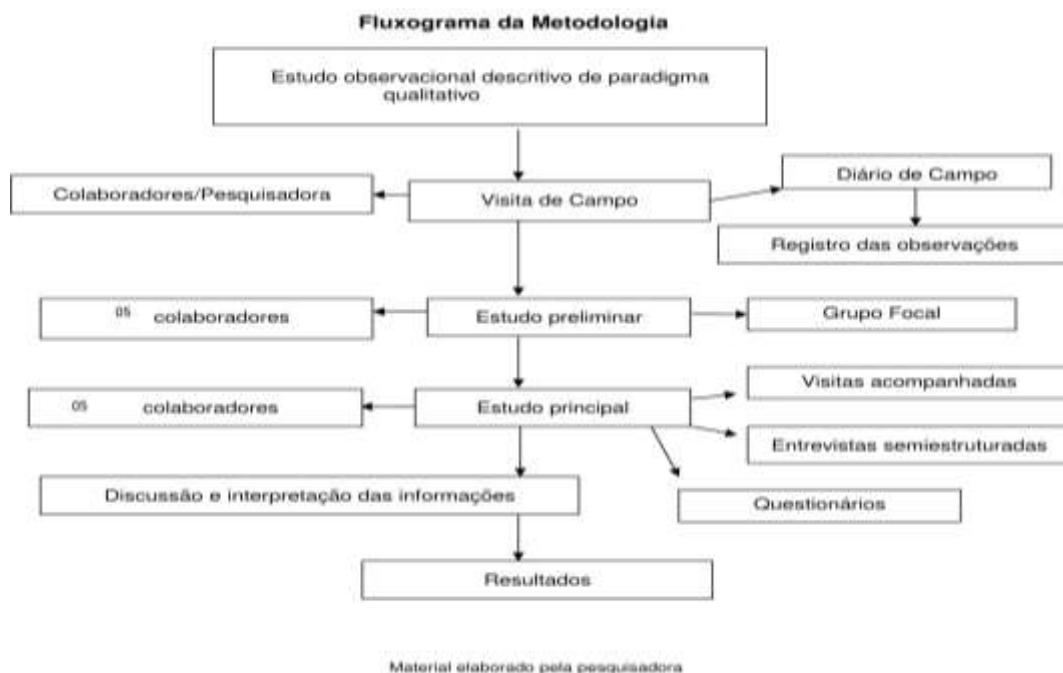 Fluxograma da Metodologia
Estudo observacional descritivo de paradigma
qualitativo
Colaboradores/Pesquisadora
Visita de Campo
Diário de Campo
Registro das observações
05 colaboradores
Estudo preliminar
Grupo Focal
05 colaboradores
Estudo principal
Visitas acompanhadas
Entrevistas semiestruturadas
Questionários
Discussão e interpretação das informações
Resultados
Material elaborado pela pesquisadora